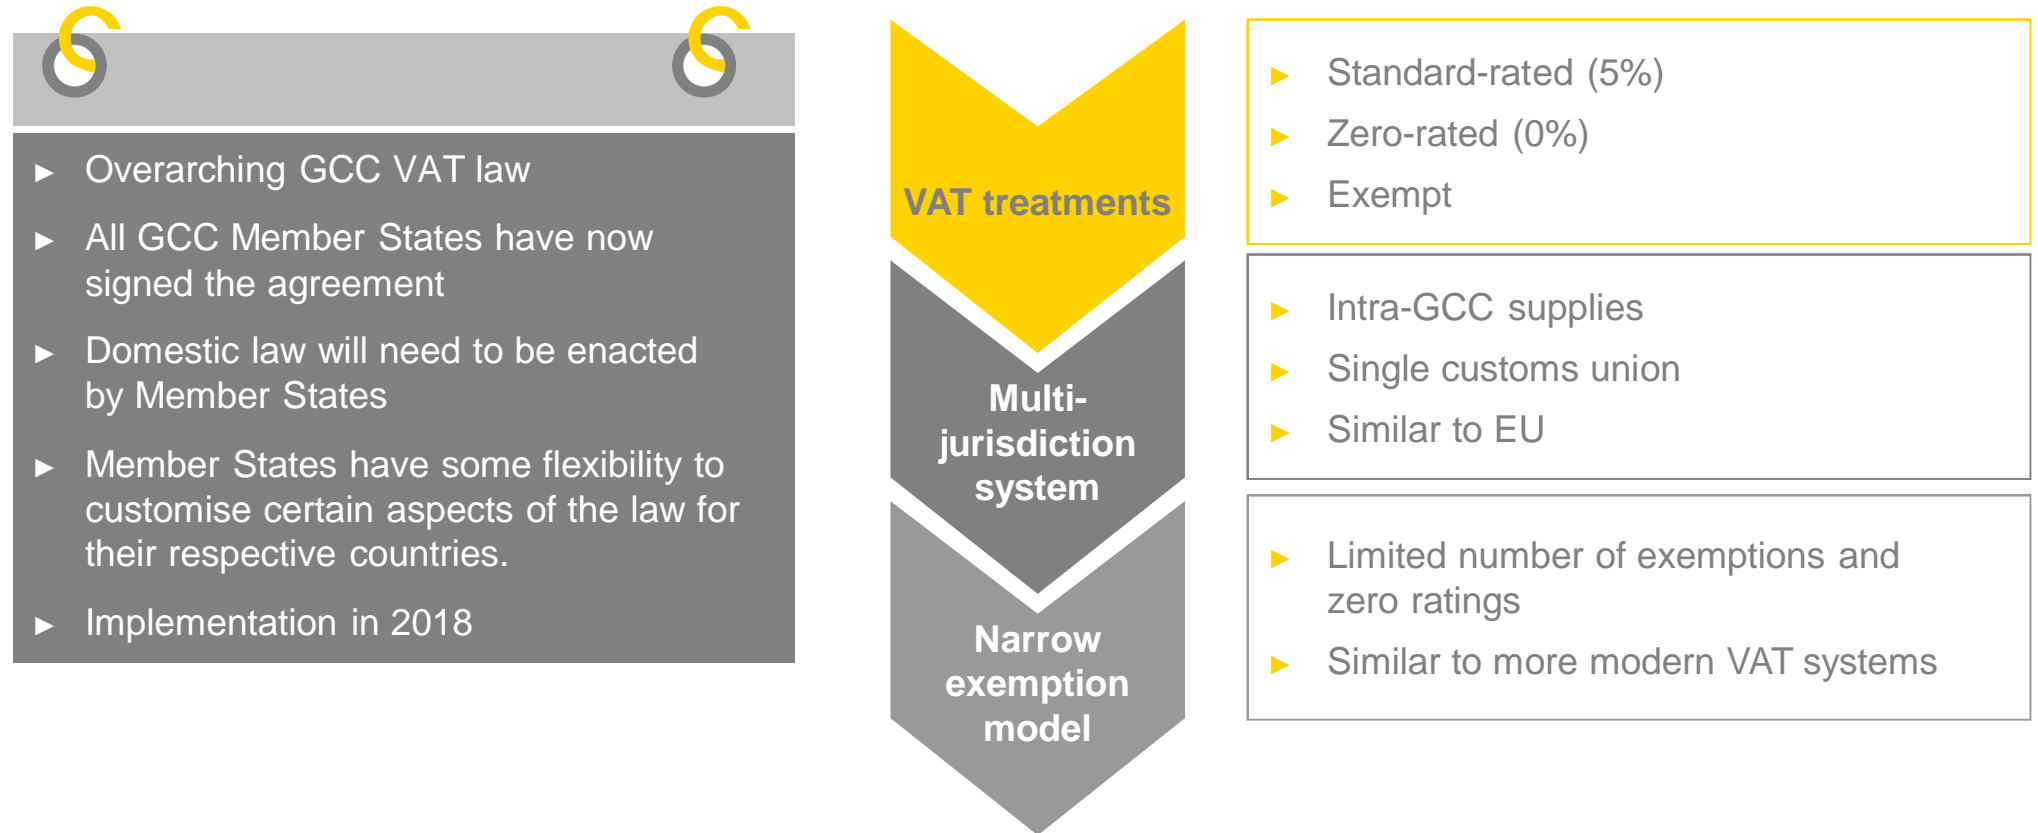 ► Overarching GCC VAT law
► All GCC Member States have now
signed the agreement
► Domestic law will need to be enacted
by Member States
► Member States have some flexibility to
customise certain aspects of the law for
their respective countries.
► Implementation in 2018
VAT treatments
► Standard-rated (5%)
► Zero-rated (0%)
► Exempt
Multi-
jurisdiction
system
► Intra-GCC supplies
► Single customs union
► Similar to EU
Narrow
exemption
model
► Limited number of exemptions and
zero ratings
► Similar to more modern VAT systems